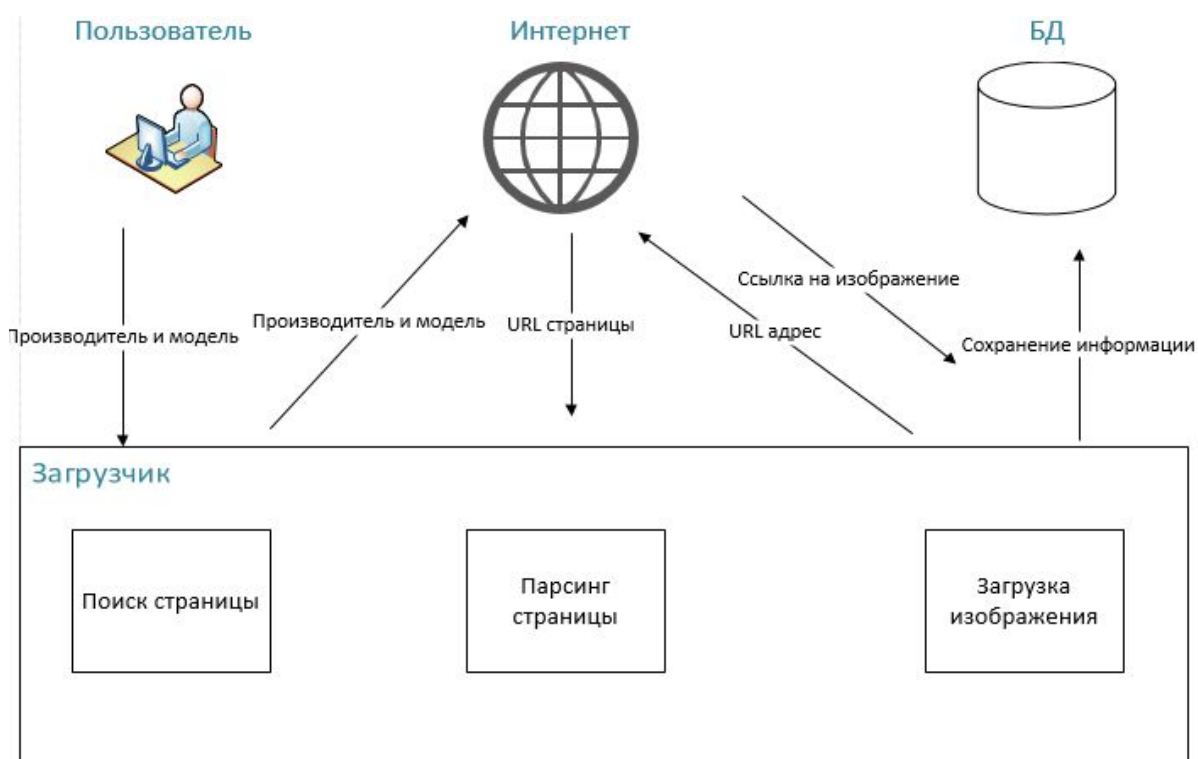 Пользователь
Интернет
БД
Ссылка на изображение
Производитель и модель
Производитель и модель
URL страницы
URL адрес
Сохранение информации
Загрузчик
Поиск страницы
Парсинг
страницы
Загрузка
изображения